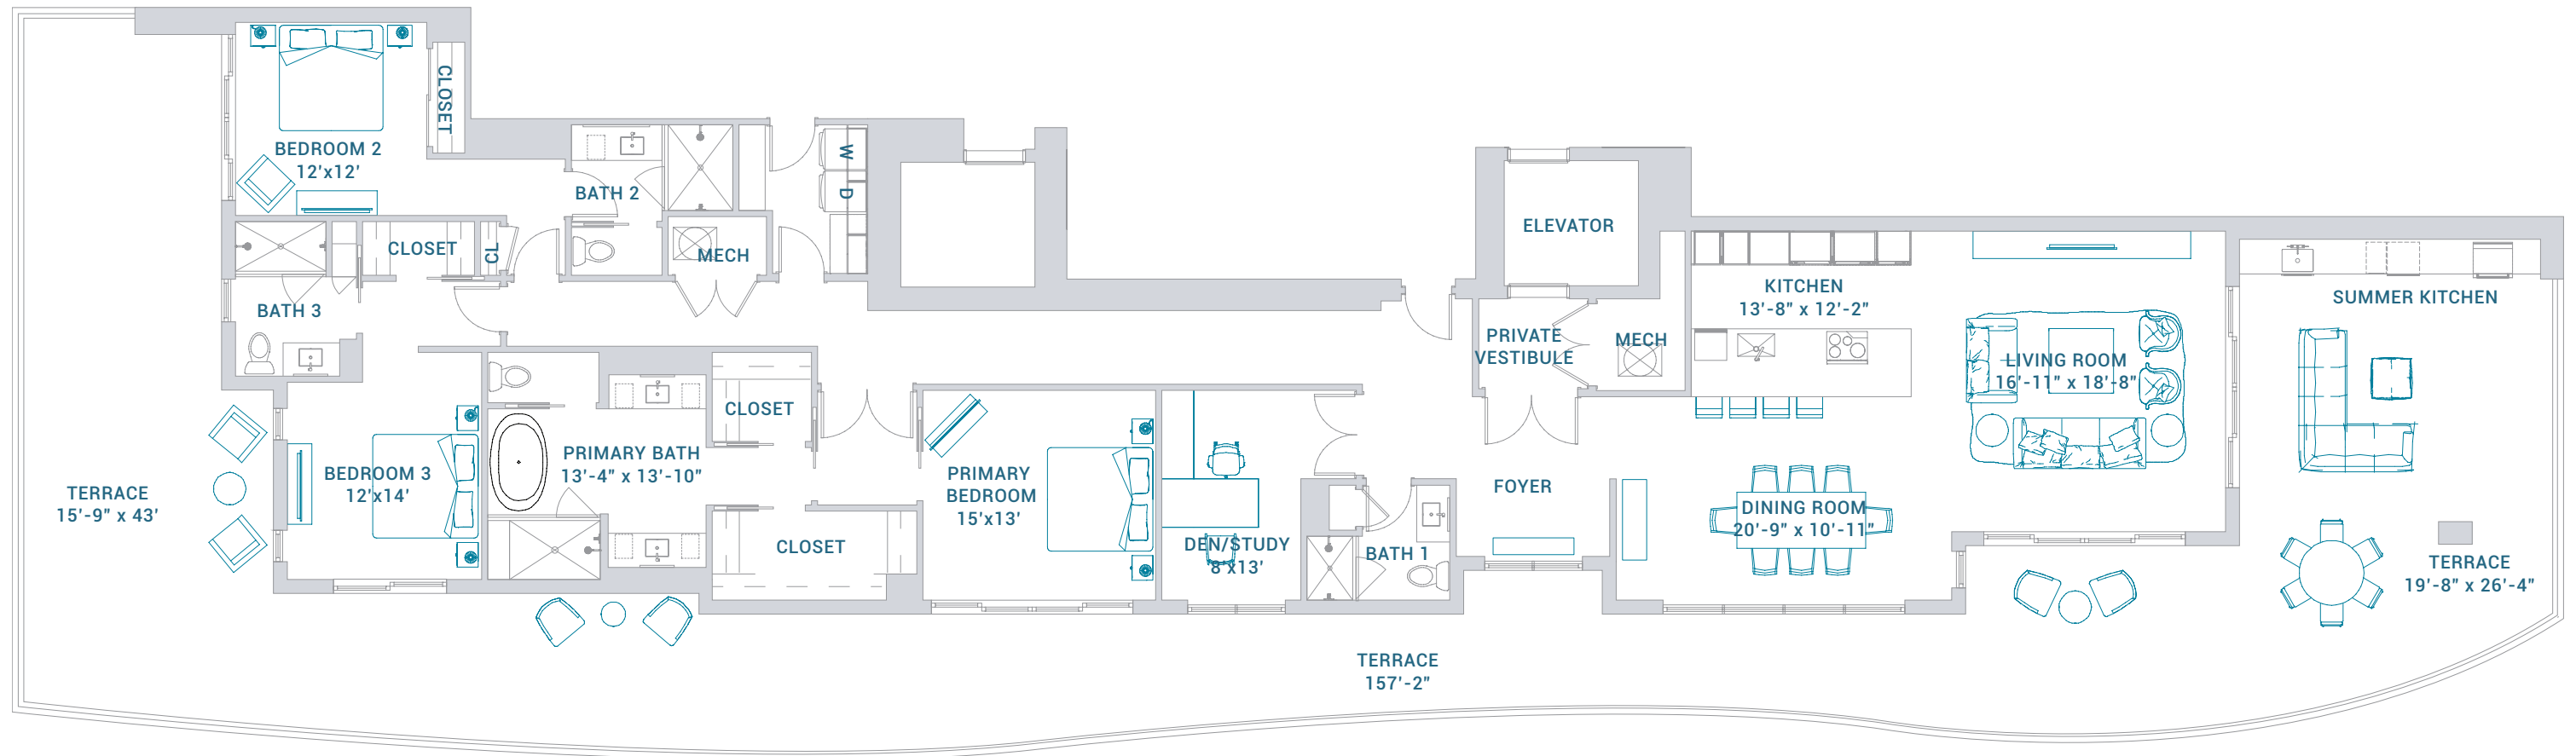 BEDROOM 2
12'x12'
CLOSET
BATH 2
W
D
CLOSET
CL
MECH
BATH 3
ELEVATOR
KITCHEN
13'-8" x 12'-2"
SUMMER KITCHEN
PRIVATE
VESTIBULE
MECH
LIVING ROOM
16'-11" x 18'-8"
CLOSET
PRIMARY BATH
13'-4" x 13'-10"
BEDROOM 3
12'x14'
PRIMARY
BEDROOM
15'x13'
FOYER
TERRACE
15'-9" x 43'
DINING ROOM
20'-9" x 10'-11"
CLOSET
DEN/STUDY
8'x13'
BATH 1
TERRACE
19'-8" x 26'-4"
TERRACE
157'-2"